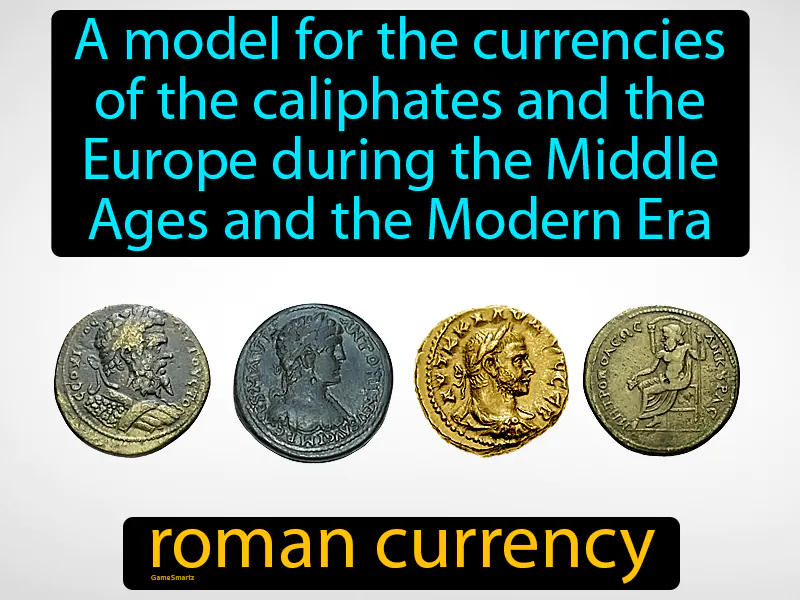 A model for the currencies
of the caliphates and the
Europe during the Middle
Ages and the Modern Era
roman currency
GameSmartz